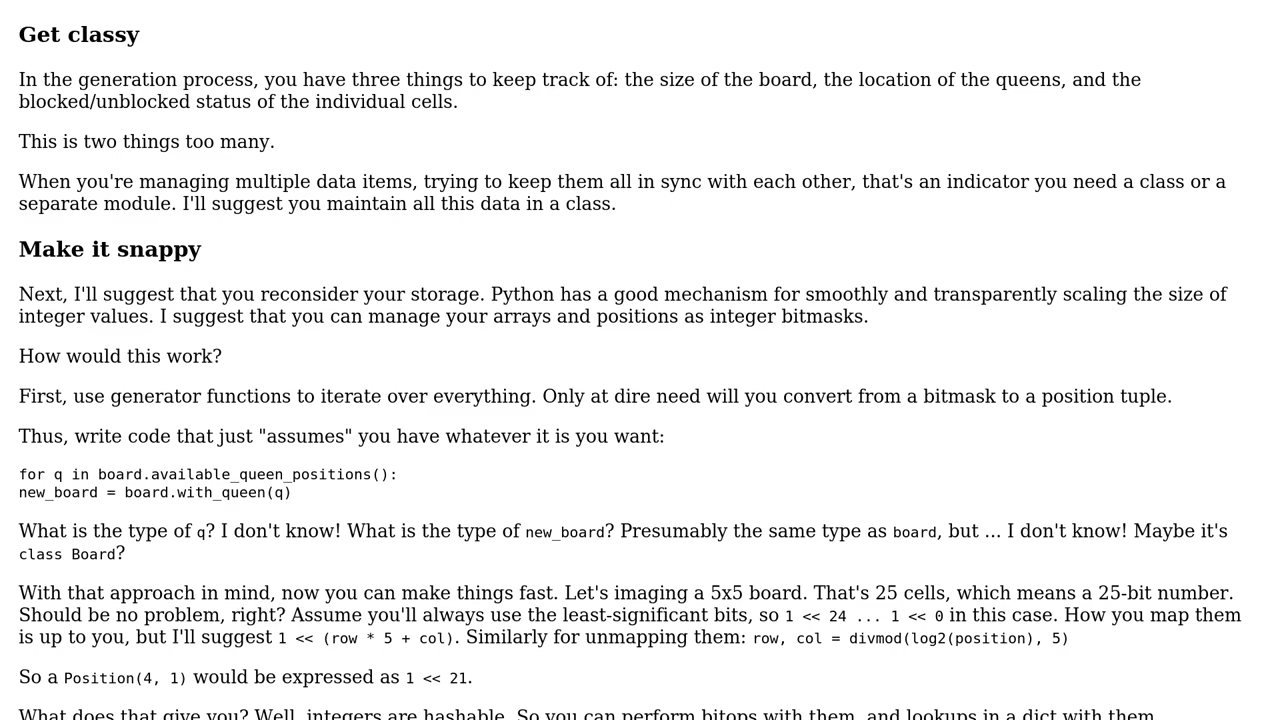 Get classy
In the generation process, you have three things to keep track of: the size of the board, the location of the queens, and the
blocked/unblocked status of the individual cells.
This is two things too many.
When you're managing multiple data items, trying to keep them all in sync with each other, that's an indicator you need a class or a
separate module. I'll suggest you maintain all this data in a class.
Make it snappy
Next, I'll suggest that you reconsider your storage. Python has a good mechanism for smoothly and transparently scaling the size of
integer values. I suggest that you can manage your arrays and positions as integer bitmasks.
How would this work?
First, use generator functions to iterate over everything. Only at dire need will you convert from a bitmask to a position tuple.
Thus, write code that just "assumes" you have whatever it is you want:
for q in board.available_queen_positions():
new_board = board.with_queen(q)
What is the type of q? I don't know! What is the type of new_board? Presumably the same type as board, but ... I don't know! Maybe it's
class Board?
With that approach in mind, now you can make things fast. Let's imaging a 5x5 board. That's 25 cells, which means a 25-bit number.
Should be no problem, right? Assume you'll always use the least-significant bits, so 1 << 24 ... 1 << 0 in this case. How you map them
is up to you, but I'll suggest 1 << (row * 5 + col). Similarly for unmapping them: row, col = divmod(log2(position), 5)
So a Position(4, 1) would be expressed as 1 << 21.
What does that give you? Well, integers are hashable. So you can perform bitops with them, and lookups in a dict with them.